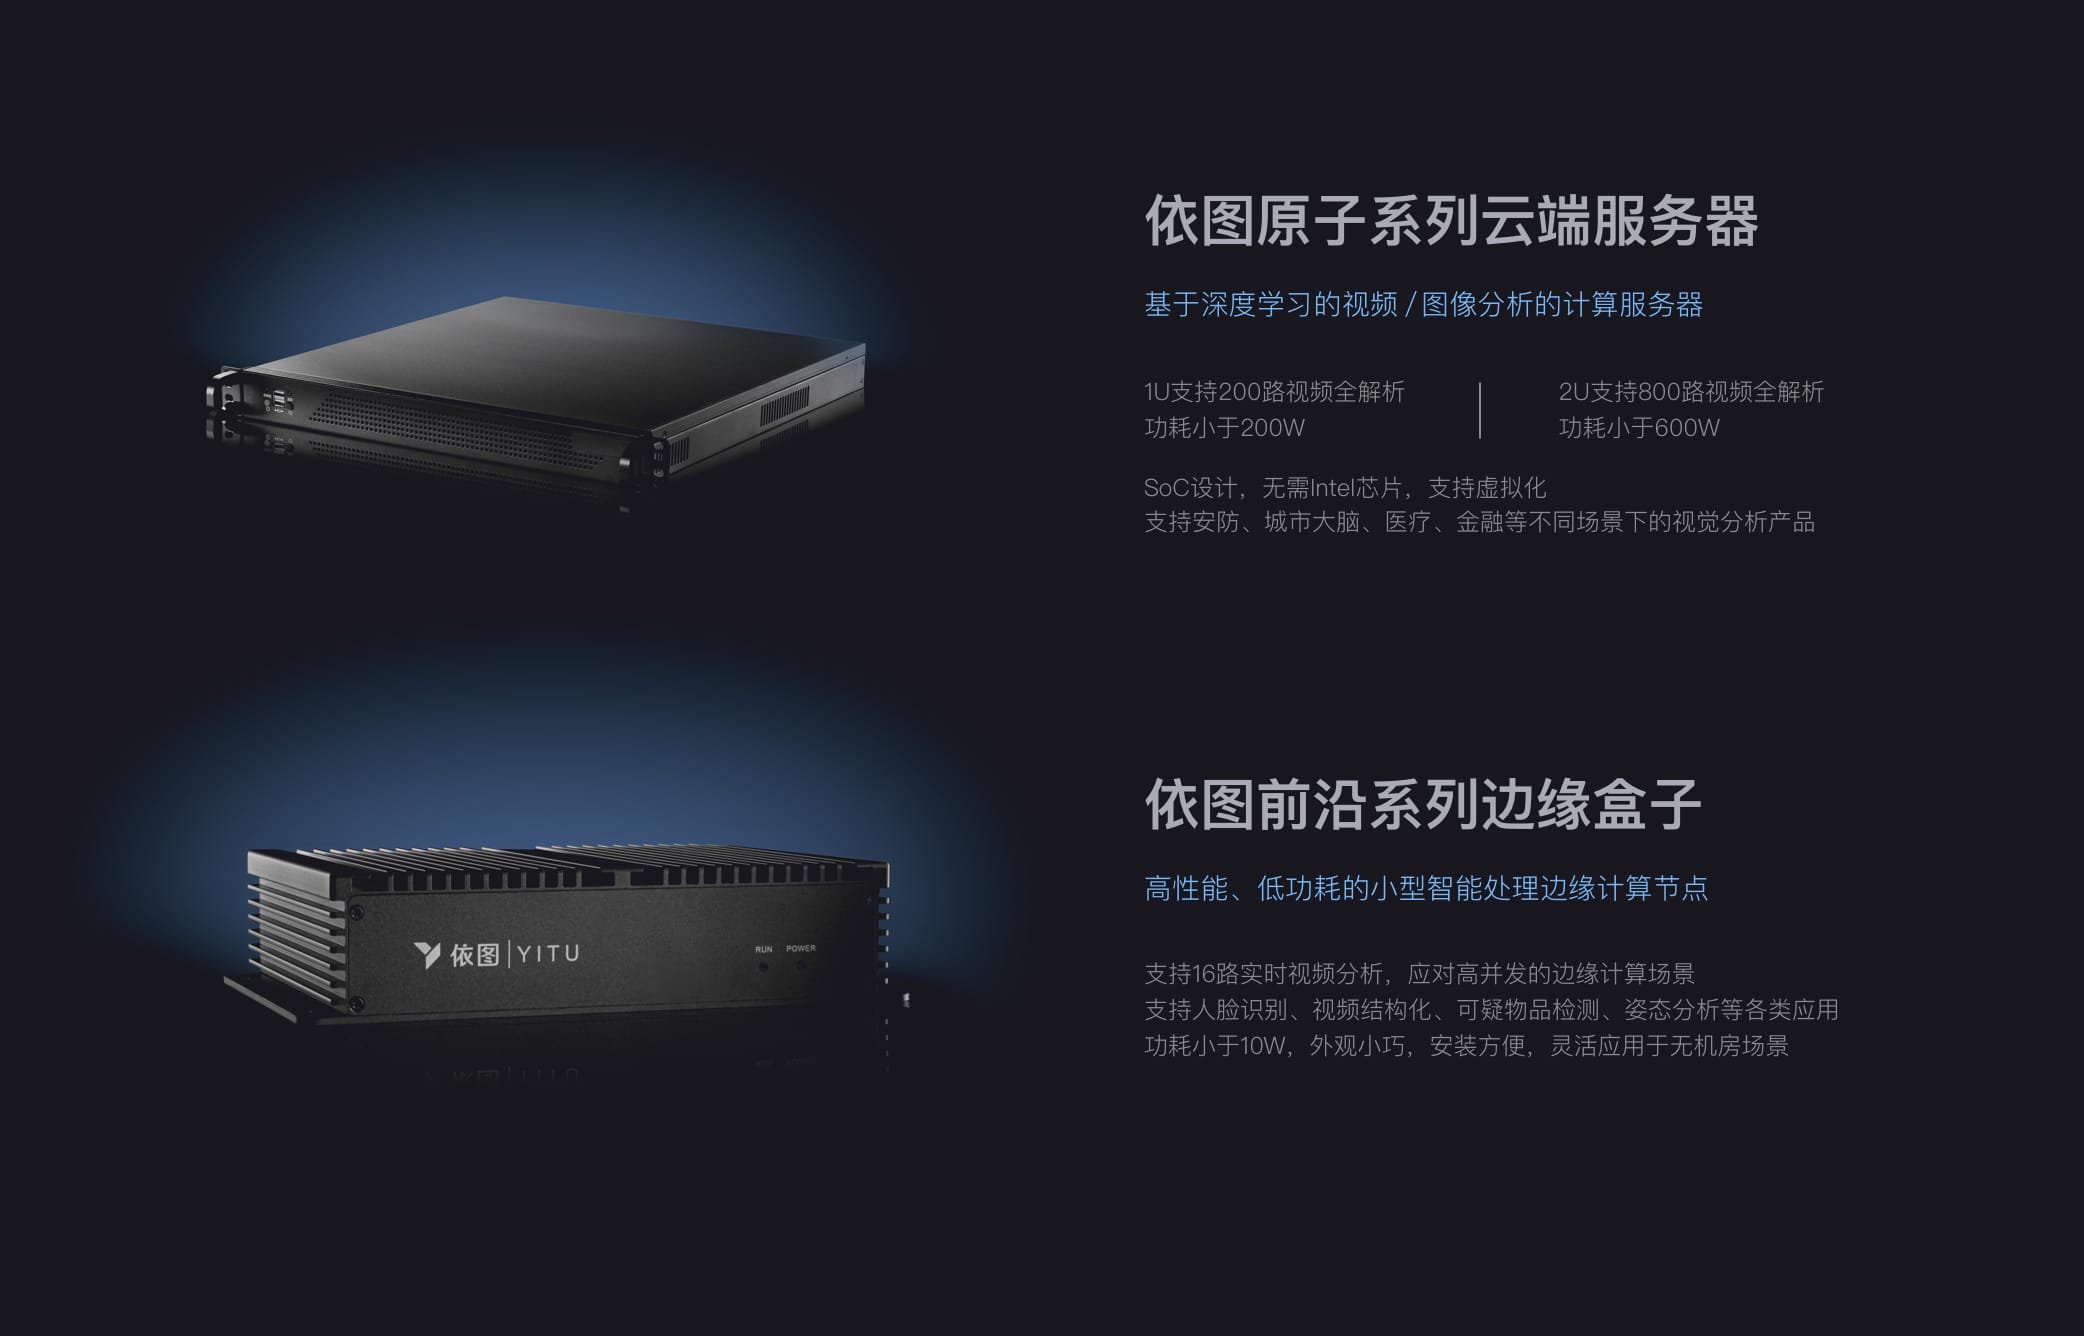 依图原子系列云端服务器
基于深度学习的视频 / 图像分析的计算服务器
1U支持200路视频全解析
功耗小于200W
2U支持800路视频全解析
功耗小于600W
SoC设计，无需Intel芯片，支持虚拟化
支持安防、城市大脑、医疗、金融等不同场景下的视觉分析产品
依图前沿系列边缘盒子
高性能、低功耗的小型智能处理边缘计算节点
支持16路实时视频分析，应对高并发的边缘计算场景
支持人脸识别、视频结构化、可疑物品检测、姿态分析等各类应用
功耗小于10W，外观小巧，安装方便，灵活应用于无机房场景
依图 | YITU
RUN POWER